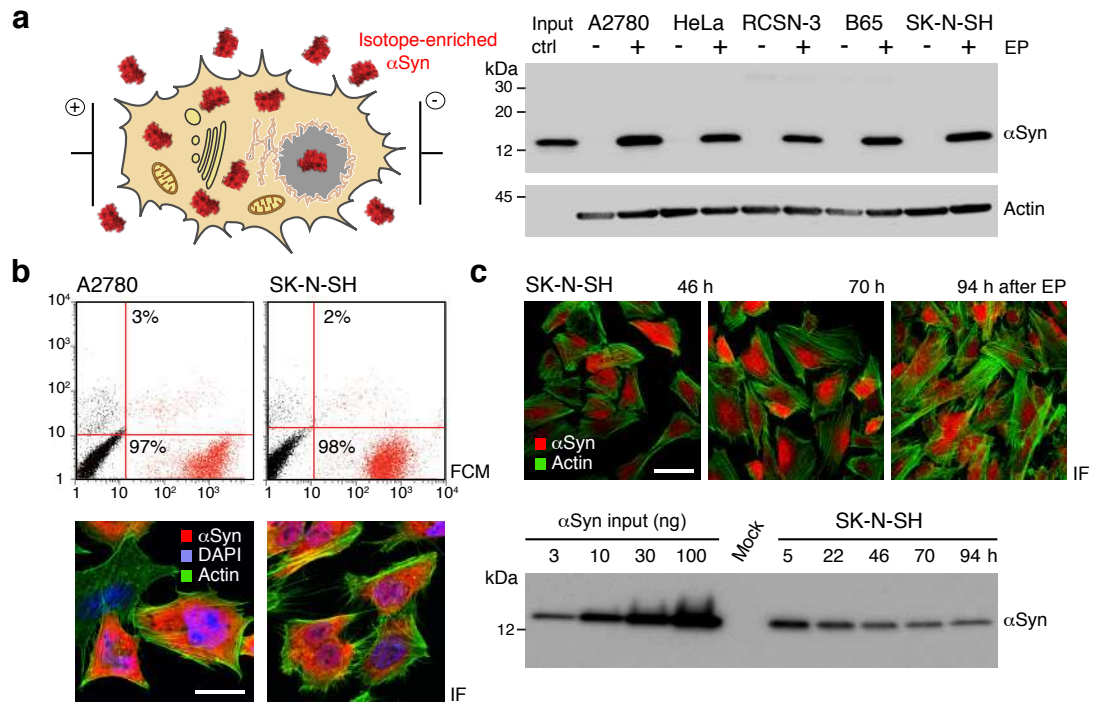 a
Isotope-enriched
αSyn
+
-
Input A2780 HeLa RCSN-3 B65 SK-N-SH
ctrl - + - + - + - + - + EP
kDa
30
20
12
αSyn
45
Actin
b
A2780 SK-N-SH
10⁴
10³
10²
10
1
3%
97%
2%
98%
1 10 10² 10³
1 10 10² 10³ 10⁴
FCM
αSyn
DAPI
Actin
IF
c
SK-N-SH 46 h 70 h 94 h after EP
αSyn
Actin
IF
αSyn input (ng) Mock SK-N-SH
3 10 30 100 5 22 46 70 94 h
kDa
12
αSyn